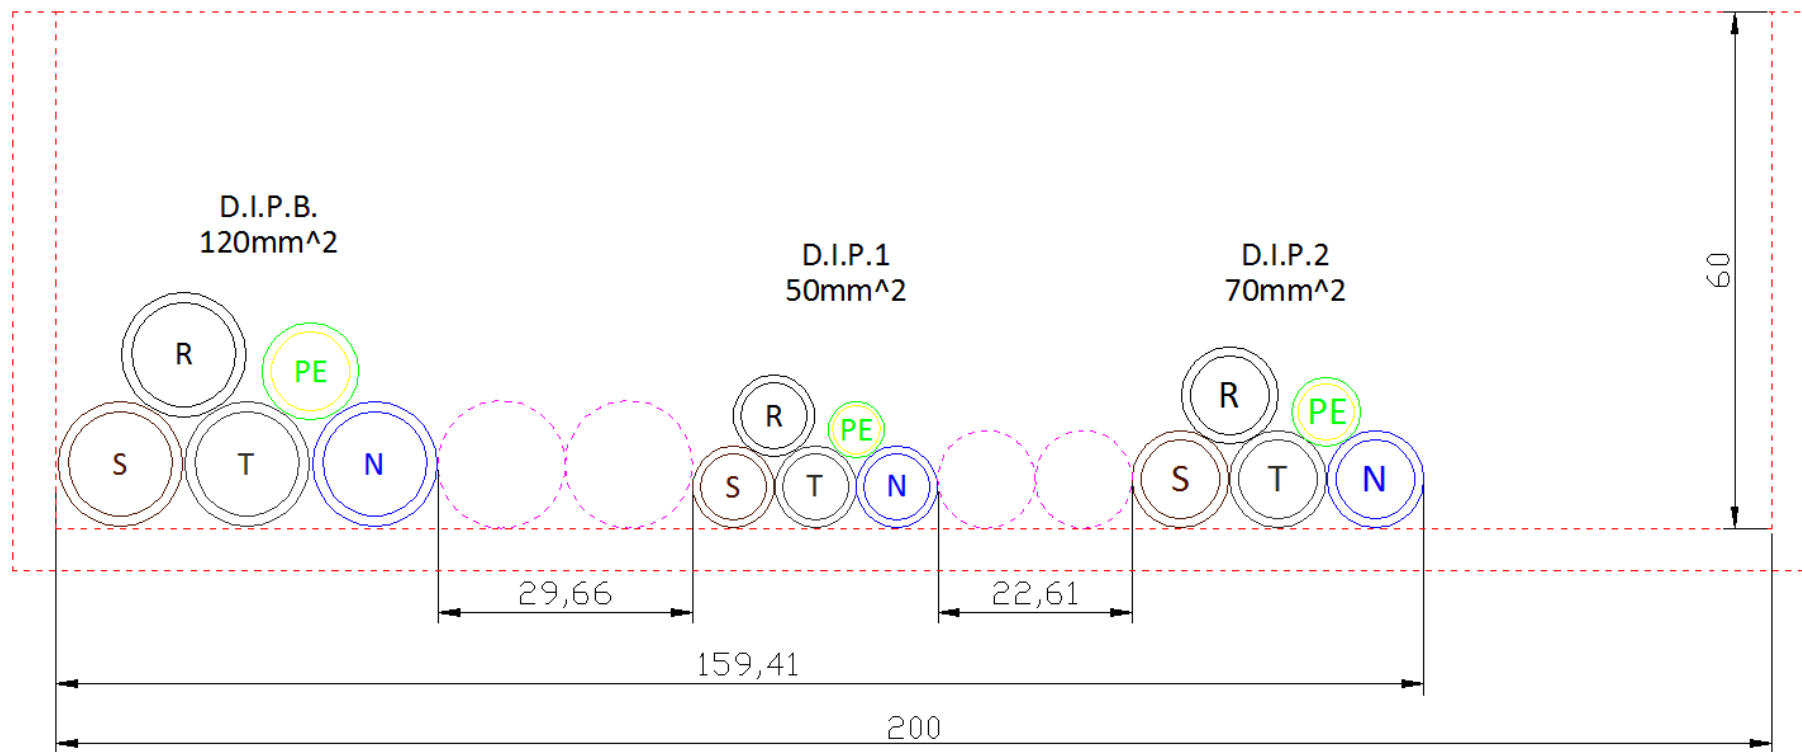 D.I.P.B.
120mm^2
D.I.P.1
50mm^2
D.I.P.2
70mm^2
60
R
PE
S
T
N
R
PE
S
T
N
R
PE
S
T
N
29,66
22,61
159,41
200